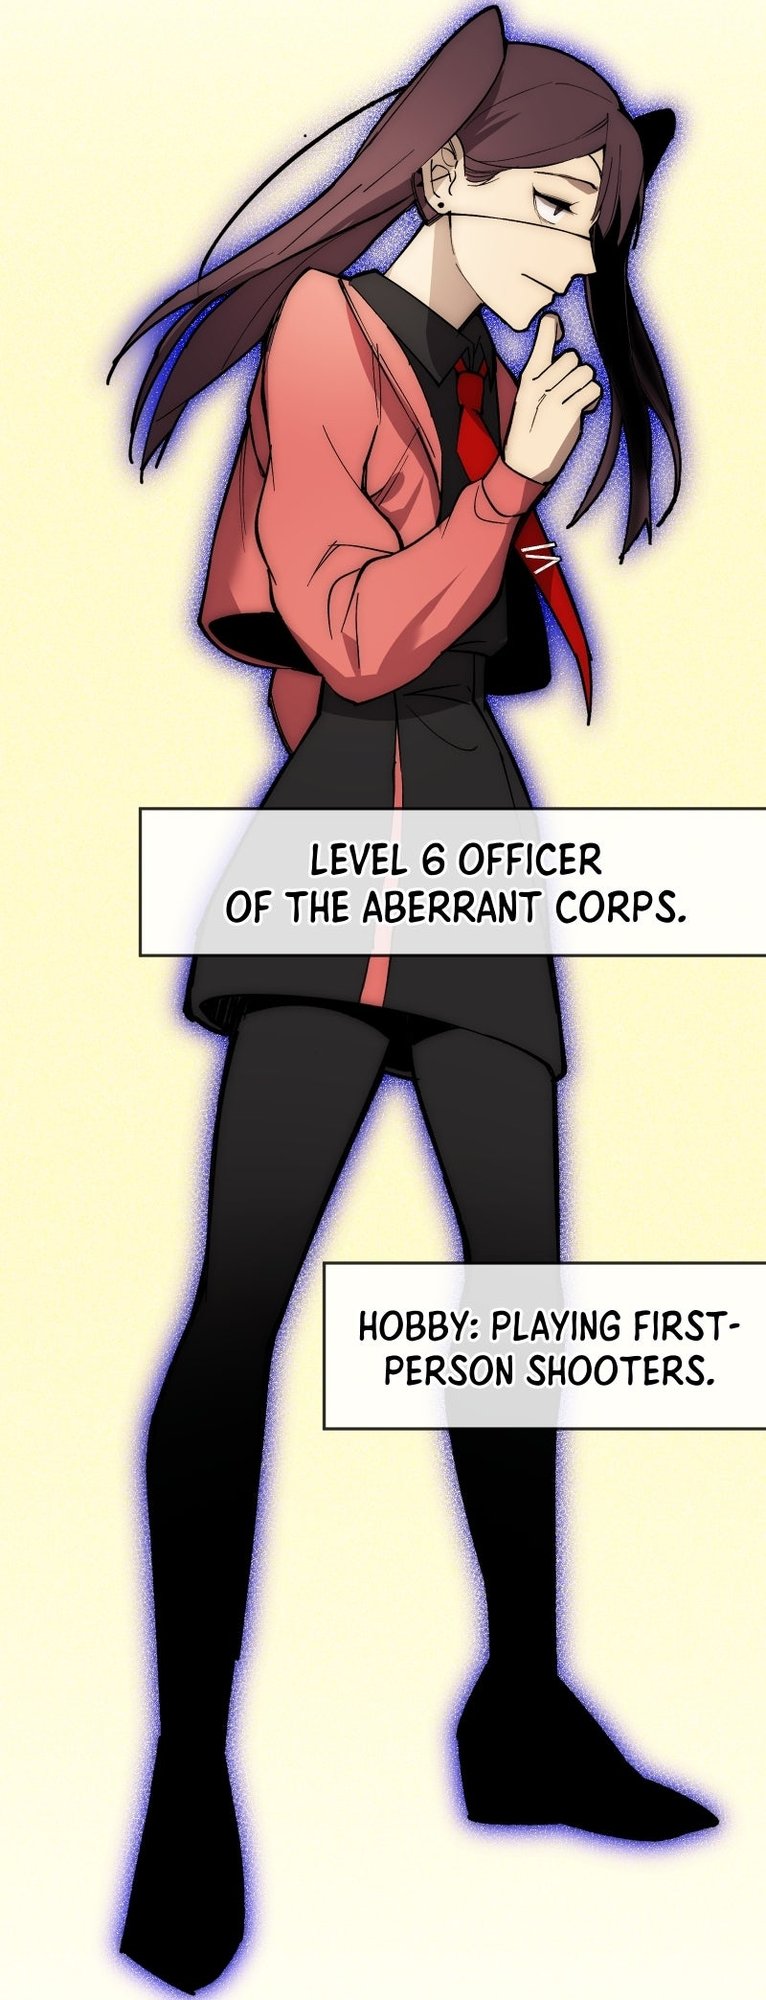 LEVEL 6 OFFICER
OF THE ABERRANT CORPS.
HOBBY: PLAYING FIRST-
PERSON SHOOTERS.